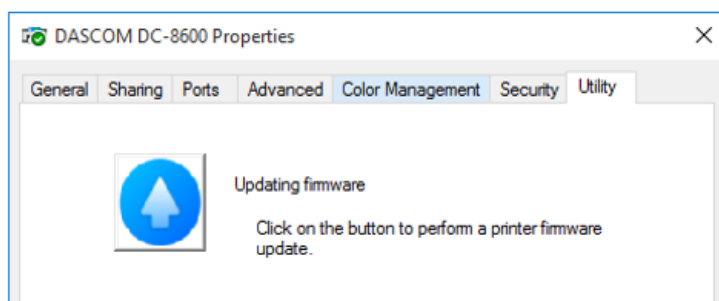 DASCOM DC-8600 Properties
General Sharing Ports Advanced Color Management Security Utility
Updating firmware
Click on the button to perform a printer firmware
update.